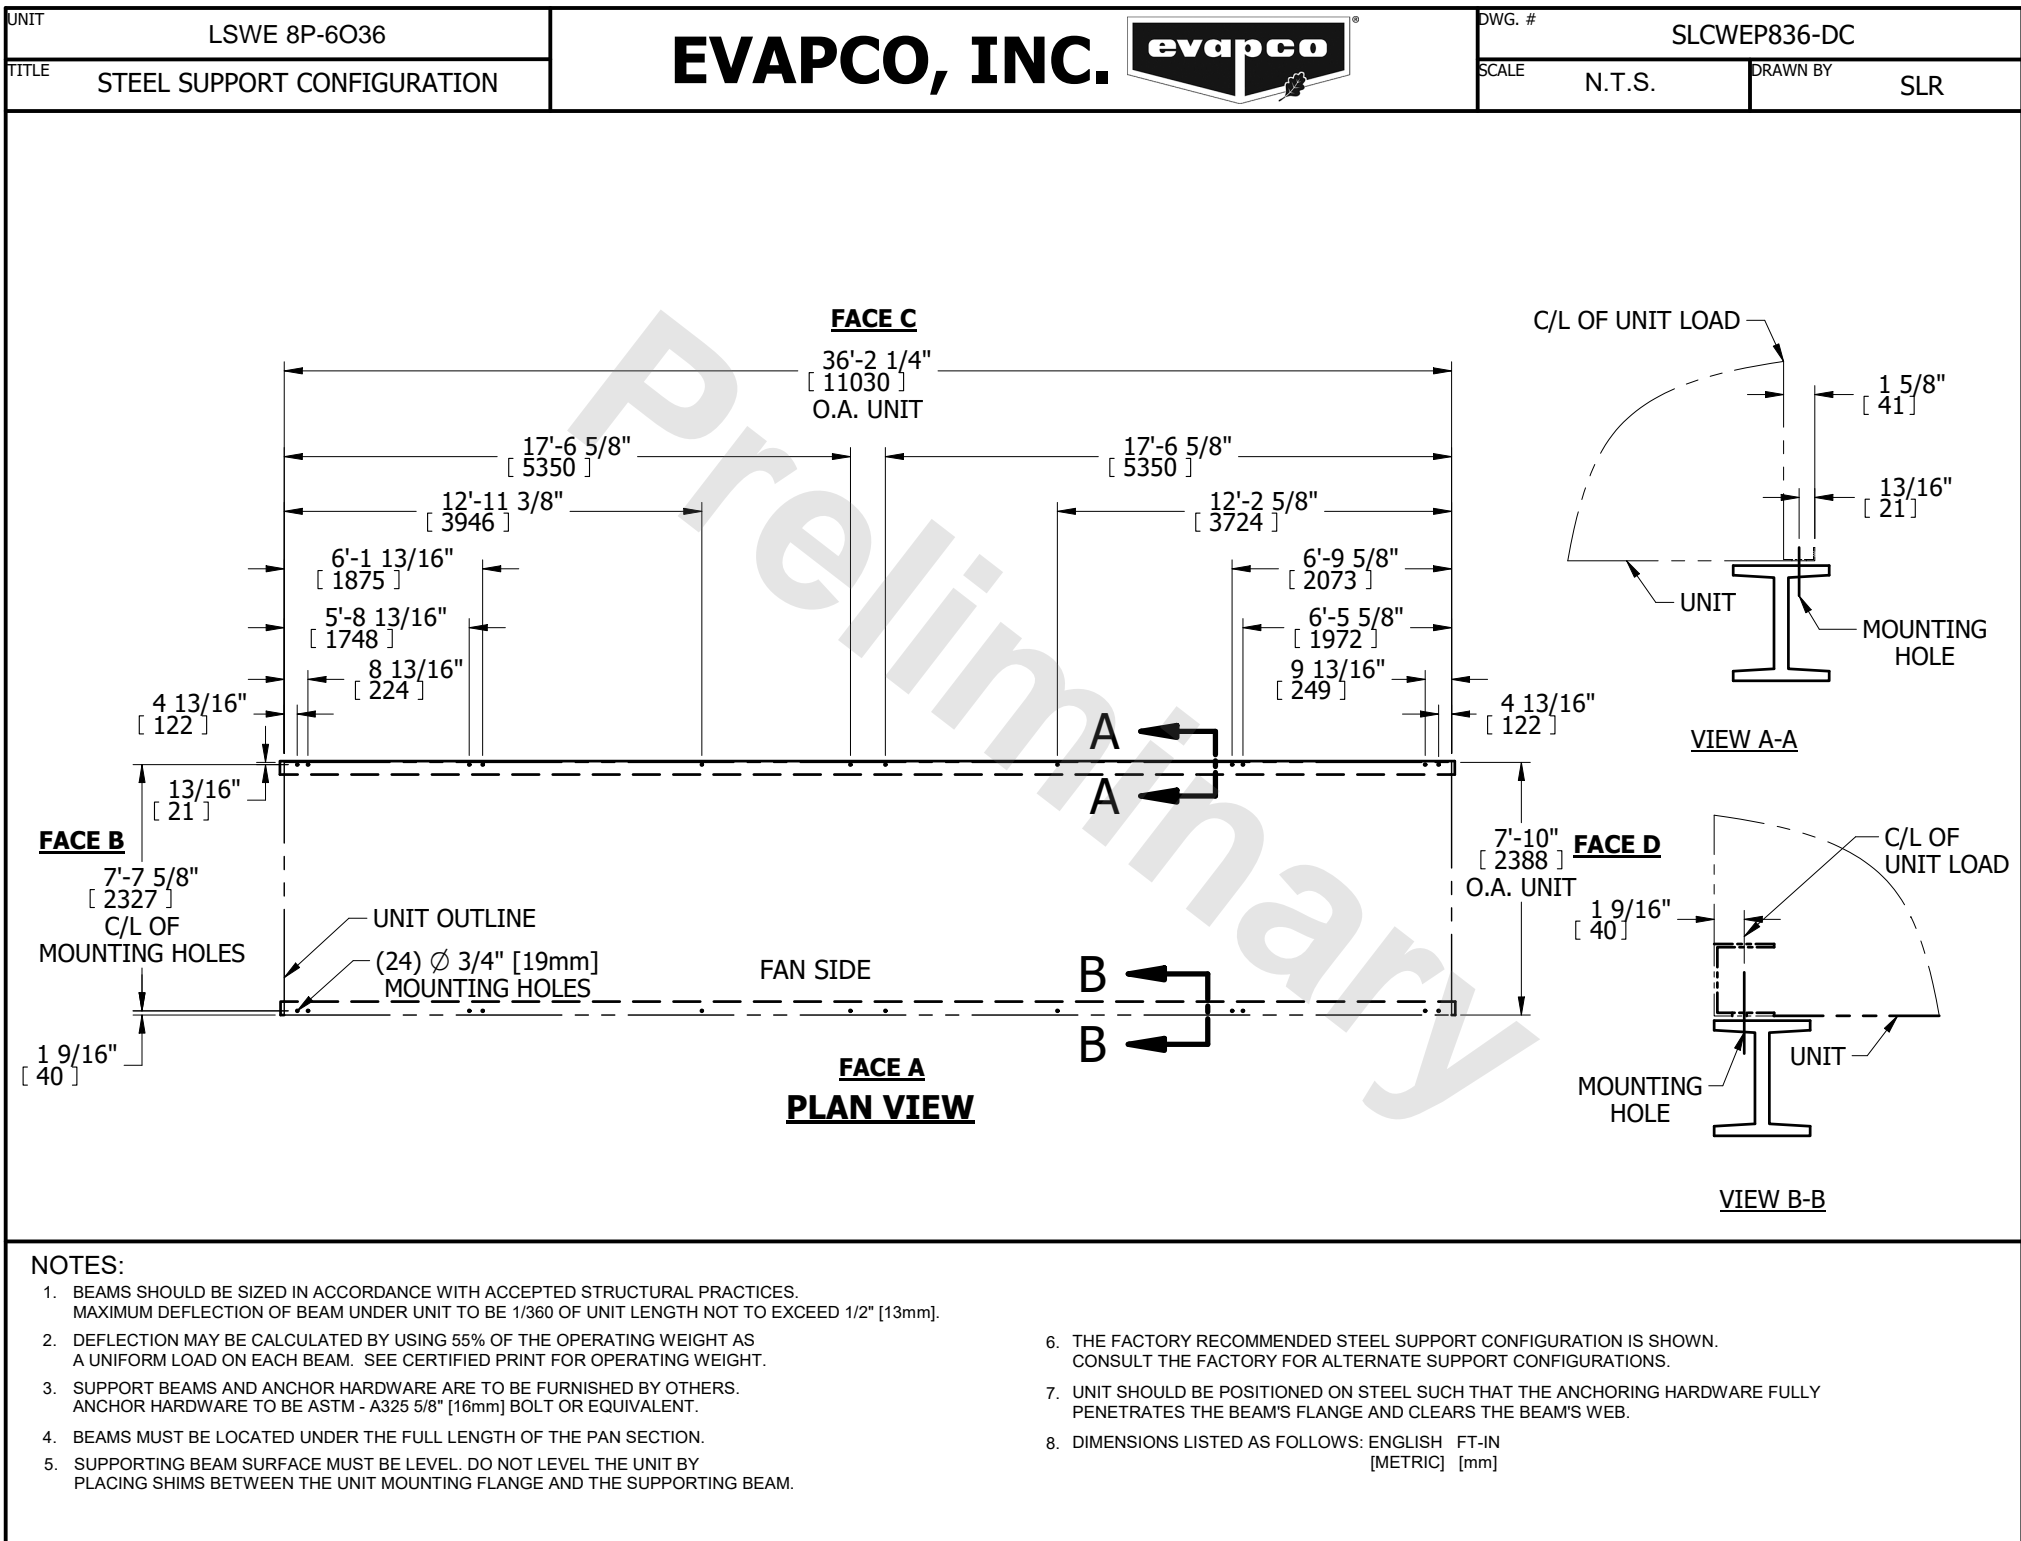 UNIT
LSWE 8P-6O36
TITLE
STEEL SUPPORT CONFIGURATION
EVAPCO, INC.
evapco
®
DWG. #
SLCWEP836-DC
SCALE
N.T.S.
DRAWN BY
SLR
Preliminary
FACE C
36'-2 1/4"
[ 11030 ]
O.A. UNIT
17'-6 5/8"
[ 5350 ]
17'-6 5/8"
[ 5350 ]
12'-11 3/8"
[ 3946 ]
12'-2 5/8"
[ 3724 ]
6'-1 13/16"
[ 1875 ]
6'-9 5/8"
[ 2073 ]
5'-8 13/16"
[ 1748 ]
6'-5 5/8"
[ 1972 ]
8 13/16"
[ 224 ]
9 13/16"
[ 249 ]
4 13/16"
[ 122 ]
4 13/16"
[ 122 ]
A
A
13/16"
[ 21 ]
FACE B
7'-7 5/8"
[ 2327 ]
C/L OF
MOUNTING HOLES
7'-10"
[ 2388 ]
O.A. UNIT
FACE D
UNIT OUTLINE
(24) ∅ 3/4" [19mm]
MOUNTING HOLES
FAN SIDE
B
B
1 9/16"
[ 40 ]
FACE A
PLAN VIEW
C/L OF UNIT LOAD
1 5/8"
[ 41 ]
13/16"
[ 21 ]
UNIT
MOUNTING
HOLE
VIEW A-A
C/L OF
UNIT LOAD
1 9/16"
[ 40 ]
UNIT
MOUNTING
HOLE
VIEW B-B
NOTES:
1. BEAMS SHOULD BE SIZED IN ACCORDANCE WITH ACCEPTED STRUCTURAL PRACTICES.
MAXIMUM DEFLECTION OF BEAM UNDER UNIT TO BE 1/360 OF UNIT LENGTH NOT TO EXCEED 1/2" [13mm].
2. DEFLECTION MAY BE CALCULATED BY USING 55% OF THE OPERATING WEIGHT AS
A UNIFORM LOAD ON EACH BEAM. SEE CERTIFIED PRINT FOR OPERATING WEIGHT.
3. SUPPORT BEAMS AND ANCHOR HARDWARE ARE TO BE FURNISHED BY OTHERS.
ANCHOR HARDWARE TO BE ASTM - A325 5/8" [16mm] BOLT OR EQUIVALENT.
4. BEAMS MUST BE LOCATED UNDER THE FULL LENGTH OF THE PAN SECTION.
5. SUPPORTING BEAM SURFACE MUST BE LEVEL. DO NOT LEVEL THE UNIT BY
PLACING SHIMS BETWEEN THE UNIT MOUNTING FLANGE AND THE SUPPORTING BEAM.
6. THE FACTORY RECOMMENDED STEEL SUPPORT CONFIGURATION IS SHOWN.
CONSULT THE FACTORY FOR ALTERNATE SUPPORT CONFIGURATIONS.
7. UNIT SHOULD BE POSITIONED ON STEEL SUCH THAT THE ANCHORING HARDWARE FULLY
PENETRATES THE BEAM'S FLANGE AND CLEARS THE BEAM'S WEB.
8. DIMENSIONS LISTED AS FOLLOWS: ENGLISH FT-IN
[METRIC] [mm]